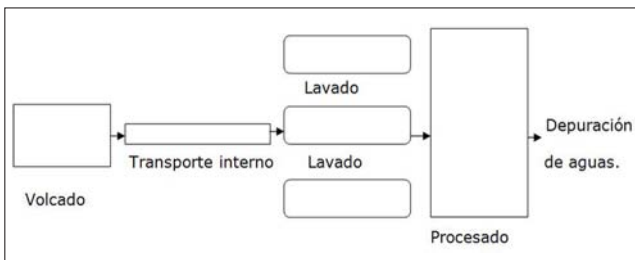 Lavado
Depuración
de aguas.
Transporte interno
Lavado
Volcado
Procesado